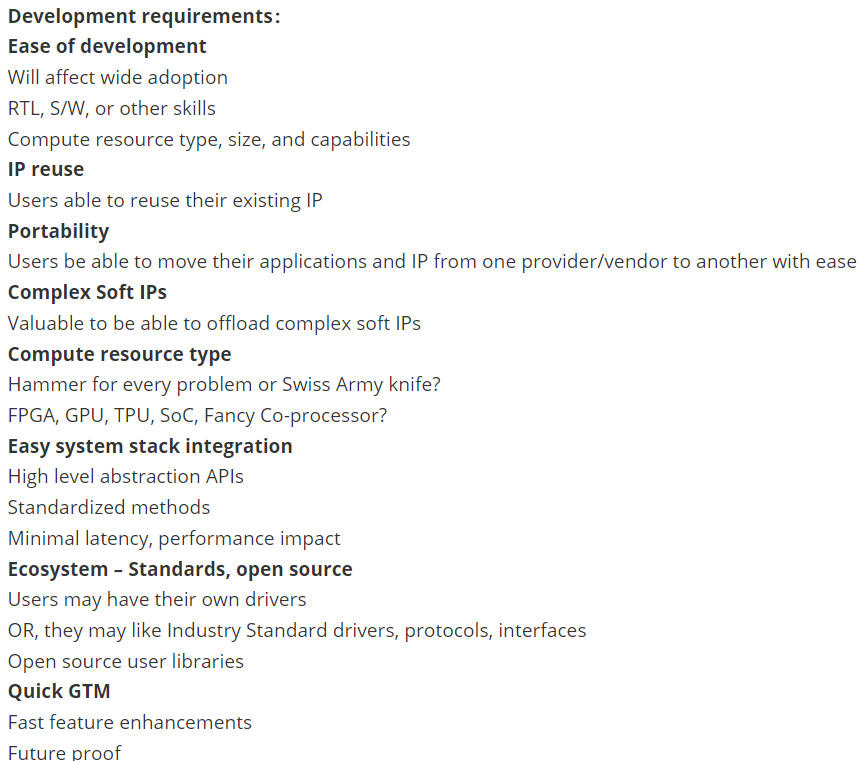 Development requirements:
Ease of development
Will affect wide adoption
RTL, S/W, or other skills
Compute resource type, size, and capabilities
IP reuse
Users able to reuse their existing IP
Portability
Users be able to move their applications and IP from one provider/vendor to another with ease
Complex Soft IPs
Valuable to be able to offload complex soft IPs
Compute resource type
Hammer for every problem or Swiss Army knife?
FPGA, GPU, TPU, SoC, Fancy Co-processor?
Easy system stack integration
High level abstraction APIs
Standardized methods
Minimal latency, performance impact
Ecosystem – Standards, open source
Users may have their own drivers
OR, they may like Industry Standard drivers, protocols, interfaces
Open source user libraries
Quick GTM
Fast feature enhancements
Future proof